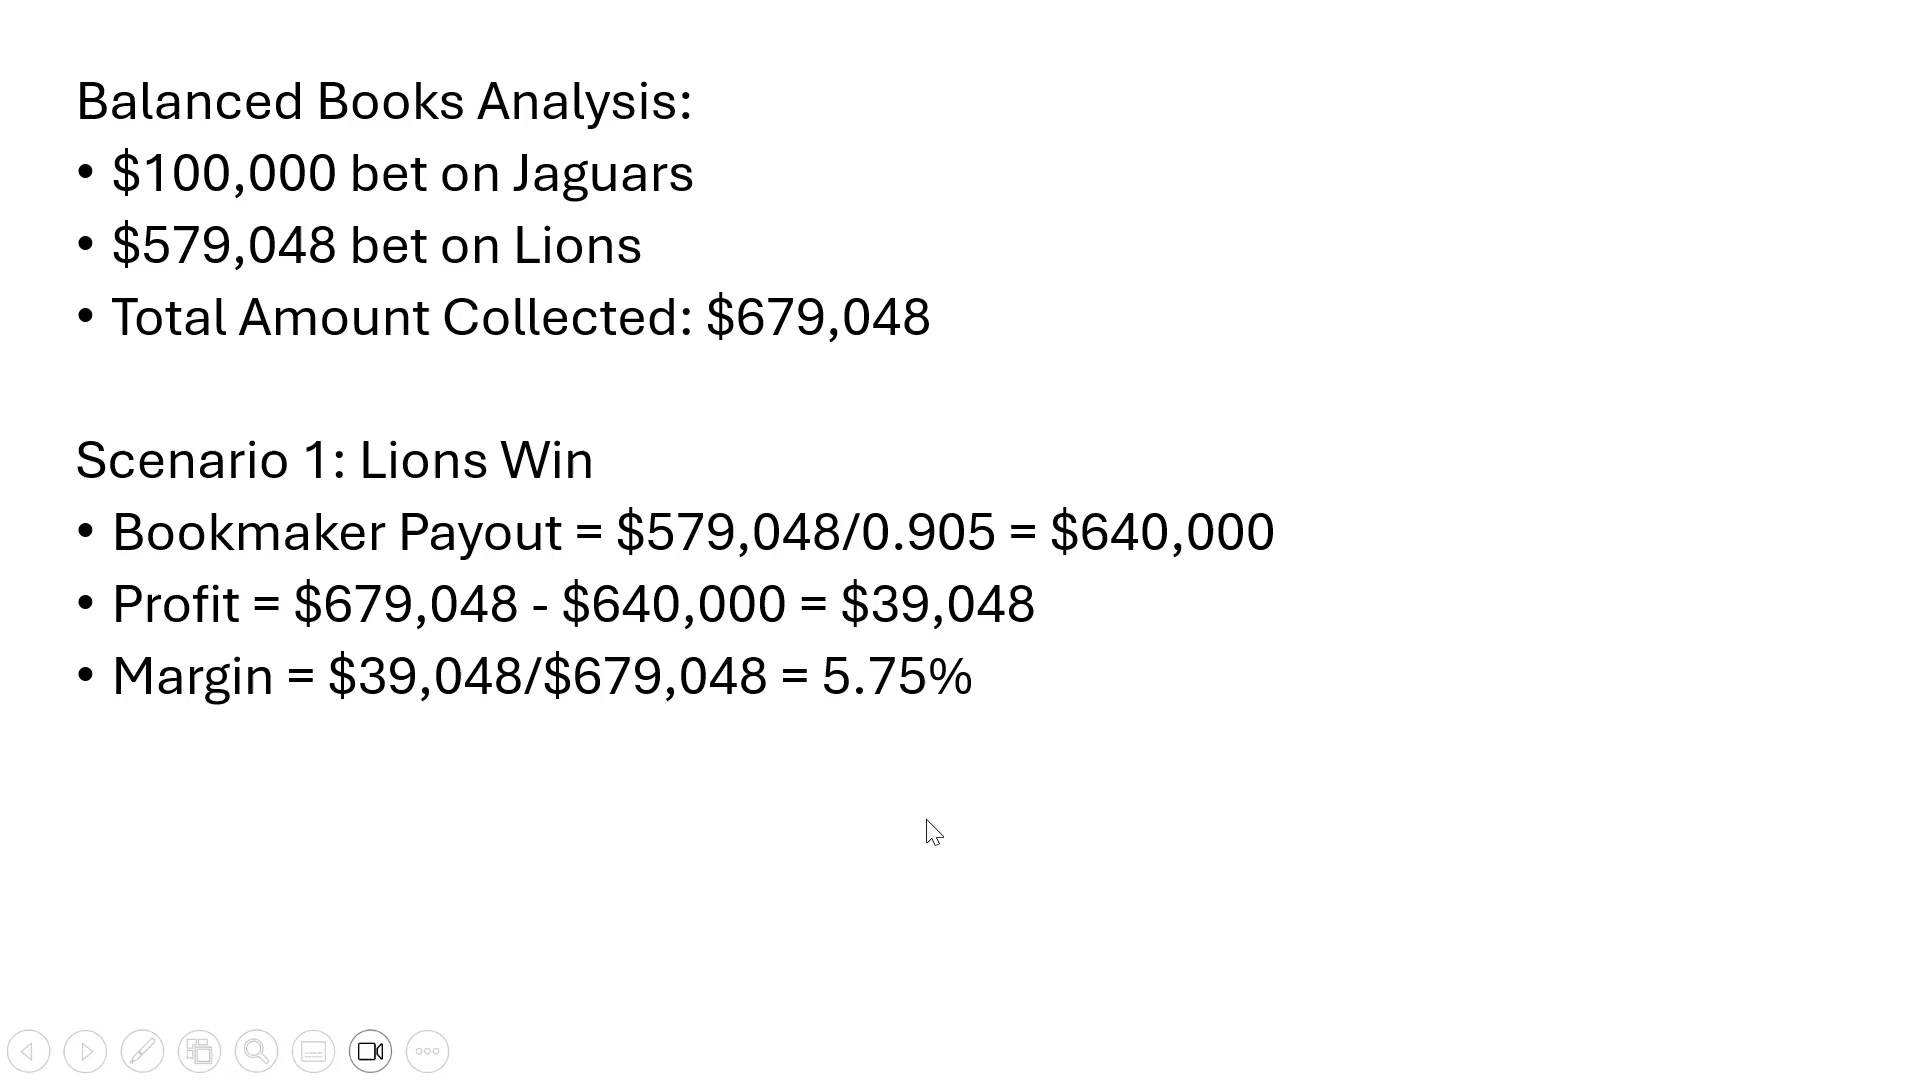 Balanced Books Analysis:
• $100,000 bet on Jaguars
• $579,048 bet on Lions
• Total Amount Collected: $679,048
Scenario 1: Lions Win
• Bookmaker Payout = $579,048/0.905 = $640,000
• Profit = $679,048 - $640,000 = $39,048
• Margin = $39,048/$679,048 = 5.75%